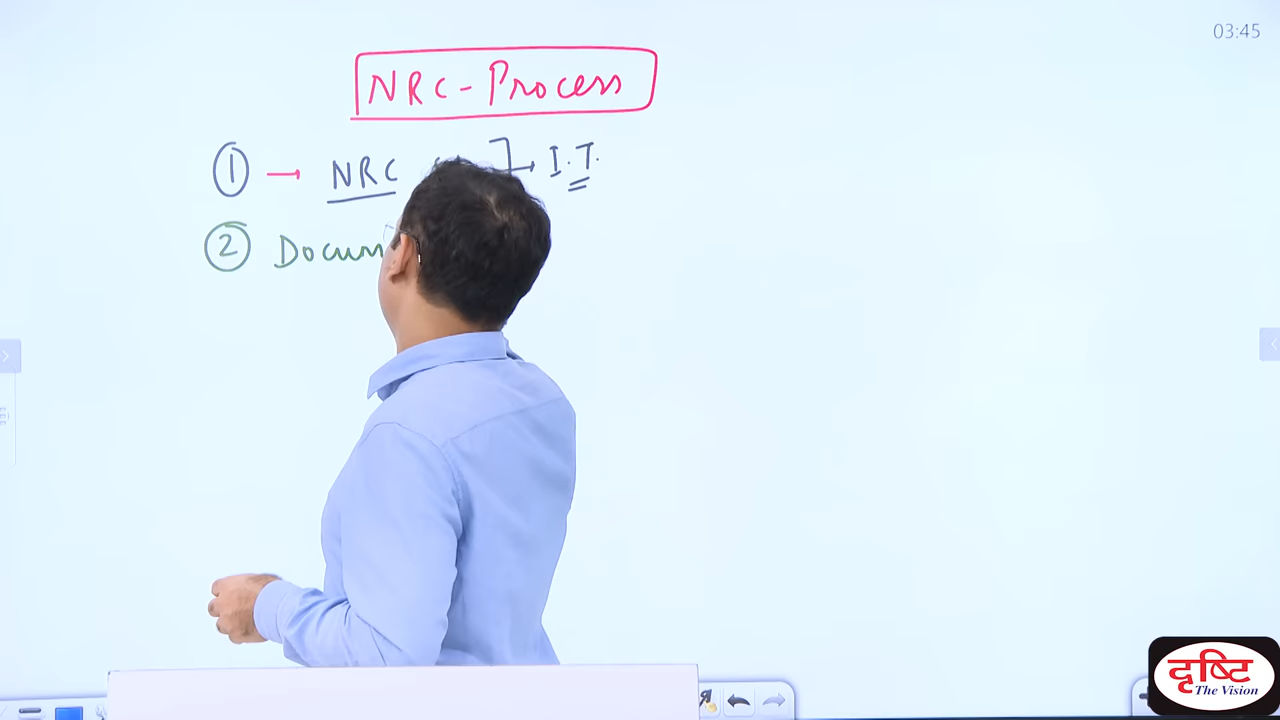 03:45
NRC - Process
① → NRC → I.T.
② Docum
दृष्टि
The Vision